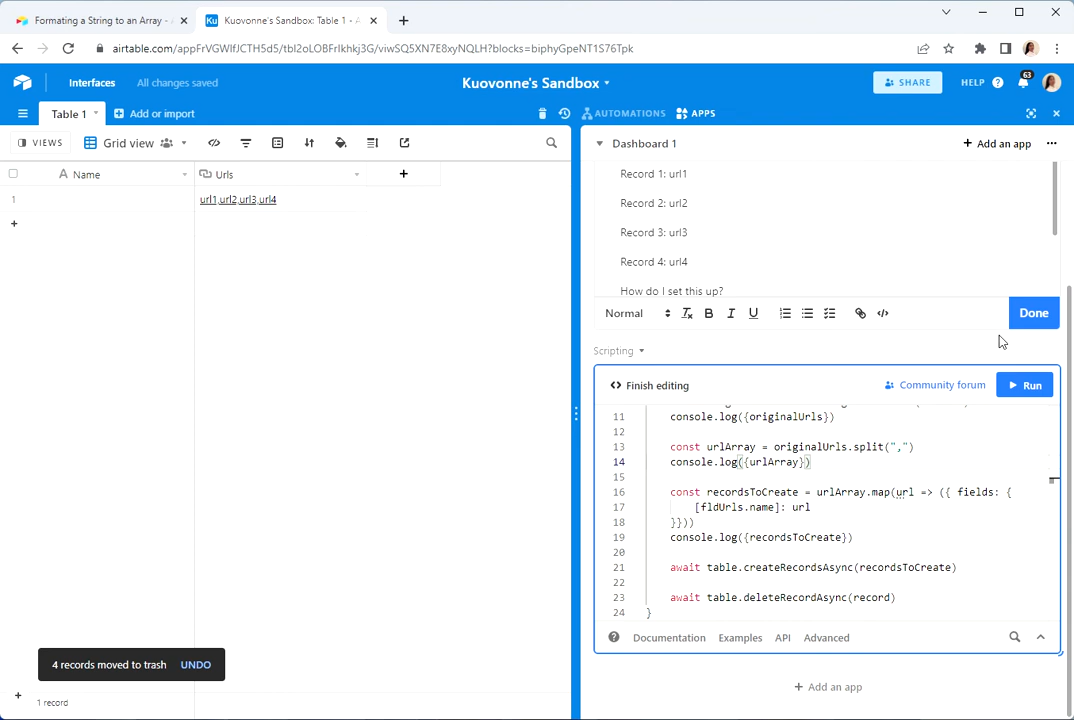 Formating a String to an Array -
Ku Kuovonne's Sandbox: Table 1 - A
airtable.com/appFrVGWlfJCTH5d5/tbl2oLOBFrIkhkj3G/viwSQ5XN7E8xyNQLH?blocks=biphyGpeNT1S76Tpk
Interfaces All changes saved Kuovonne's Sandbox SHARE HELP 63
Table 1 Add or import AUTOMATIONS APPS
VIEWS Grid view
Dashboard 1 Add an app
A Name Urls
1 url1,url2,url3,url4
Record 1: url1
Record 2: url2
Record 3: url3
Record 4: url4
How do I set this up?
Normal Done
Scripting
Finish editing Community forum Run
11 console.log({originalUrls})
12
13 const urlArray = originalUrls.split(",")
14 console.log({urlArray})
15
16 const recordsToCreate = urlArray.map(url => ({ fields: {
17 [fldUrls.name]: url
18 }}))
19 console.log({recordsToCreate})
20
21 await table.createRecordsAsync(recordsToCreate)
22
23 await table.deleteRecordAsync(record)
24 }
Documentation Examples API Advanced
4 records moved to trash UNDO
Add an app
1 record